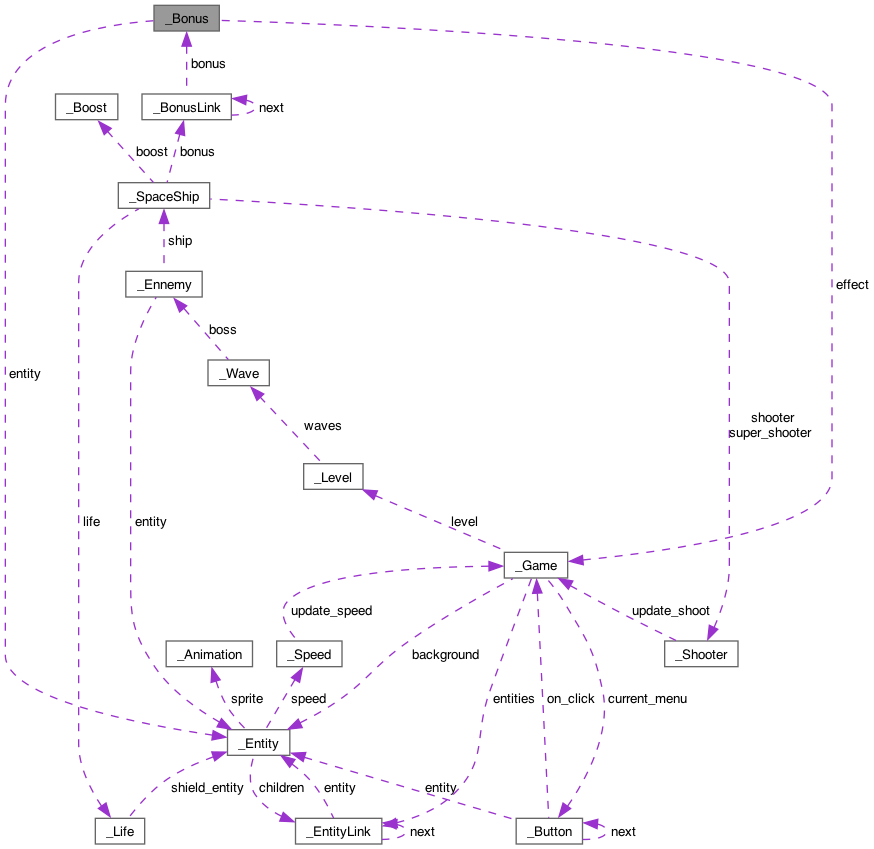 _Bonus
bonus
_Boost
_BonusLink
next
boost
bonus
_SpaceShip
ship
_Ennemy
effect
boss
entity
_Wave
shooter
super_shooter
waves
_Level
life
entity
level
_Game
update_speed
update_shoot
_Animation
_Speed
background
_Shooter
sprite
speed
entities
on_click
current_menu
_Entity
shield_entity
children
entity
entity
_Life
_EntityLink
next
_Button
next